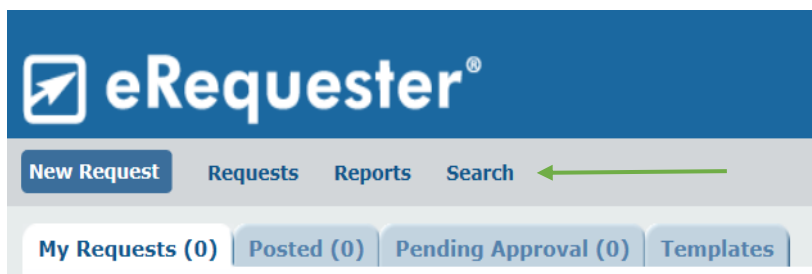 eRequester®
New Request Requests Reports Search
My Requests (0) Posted (0) Pending Approval (0) Templates